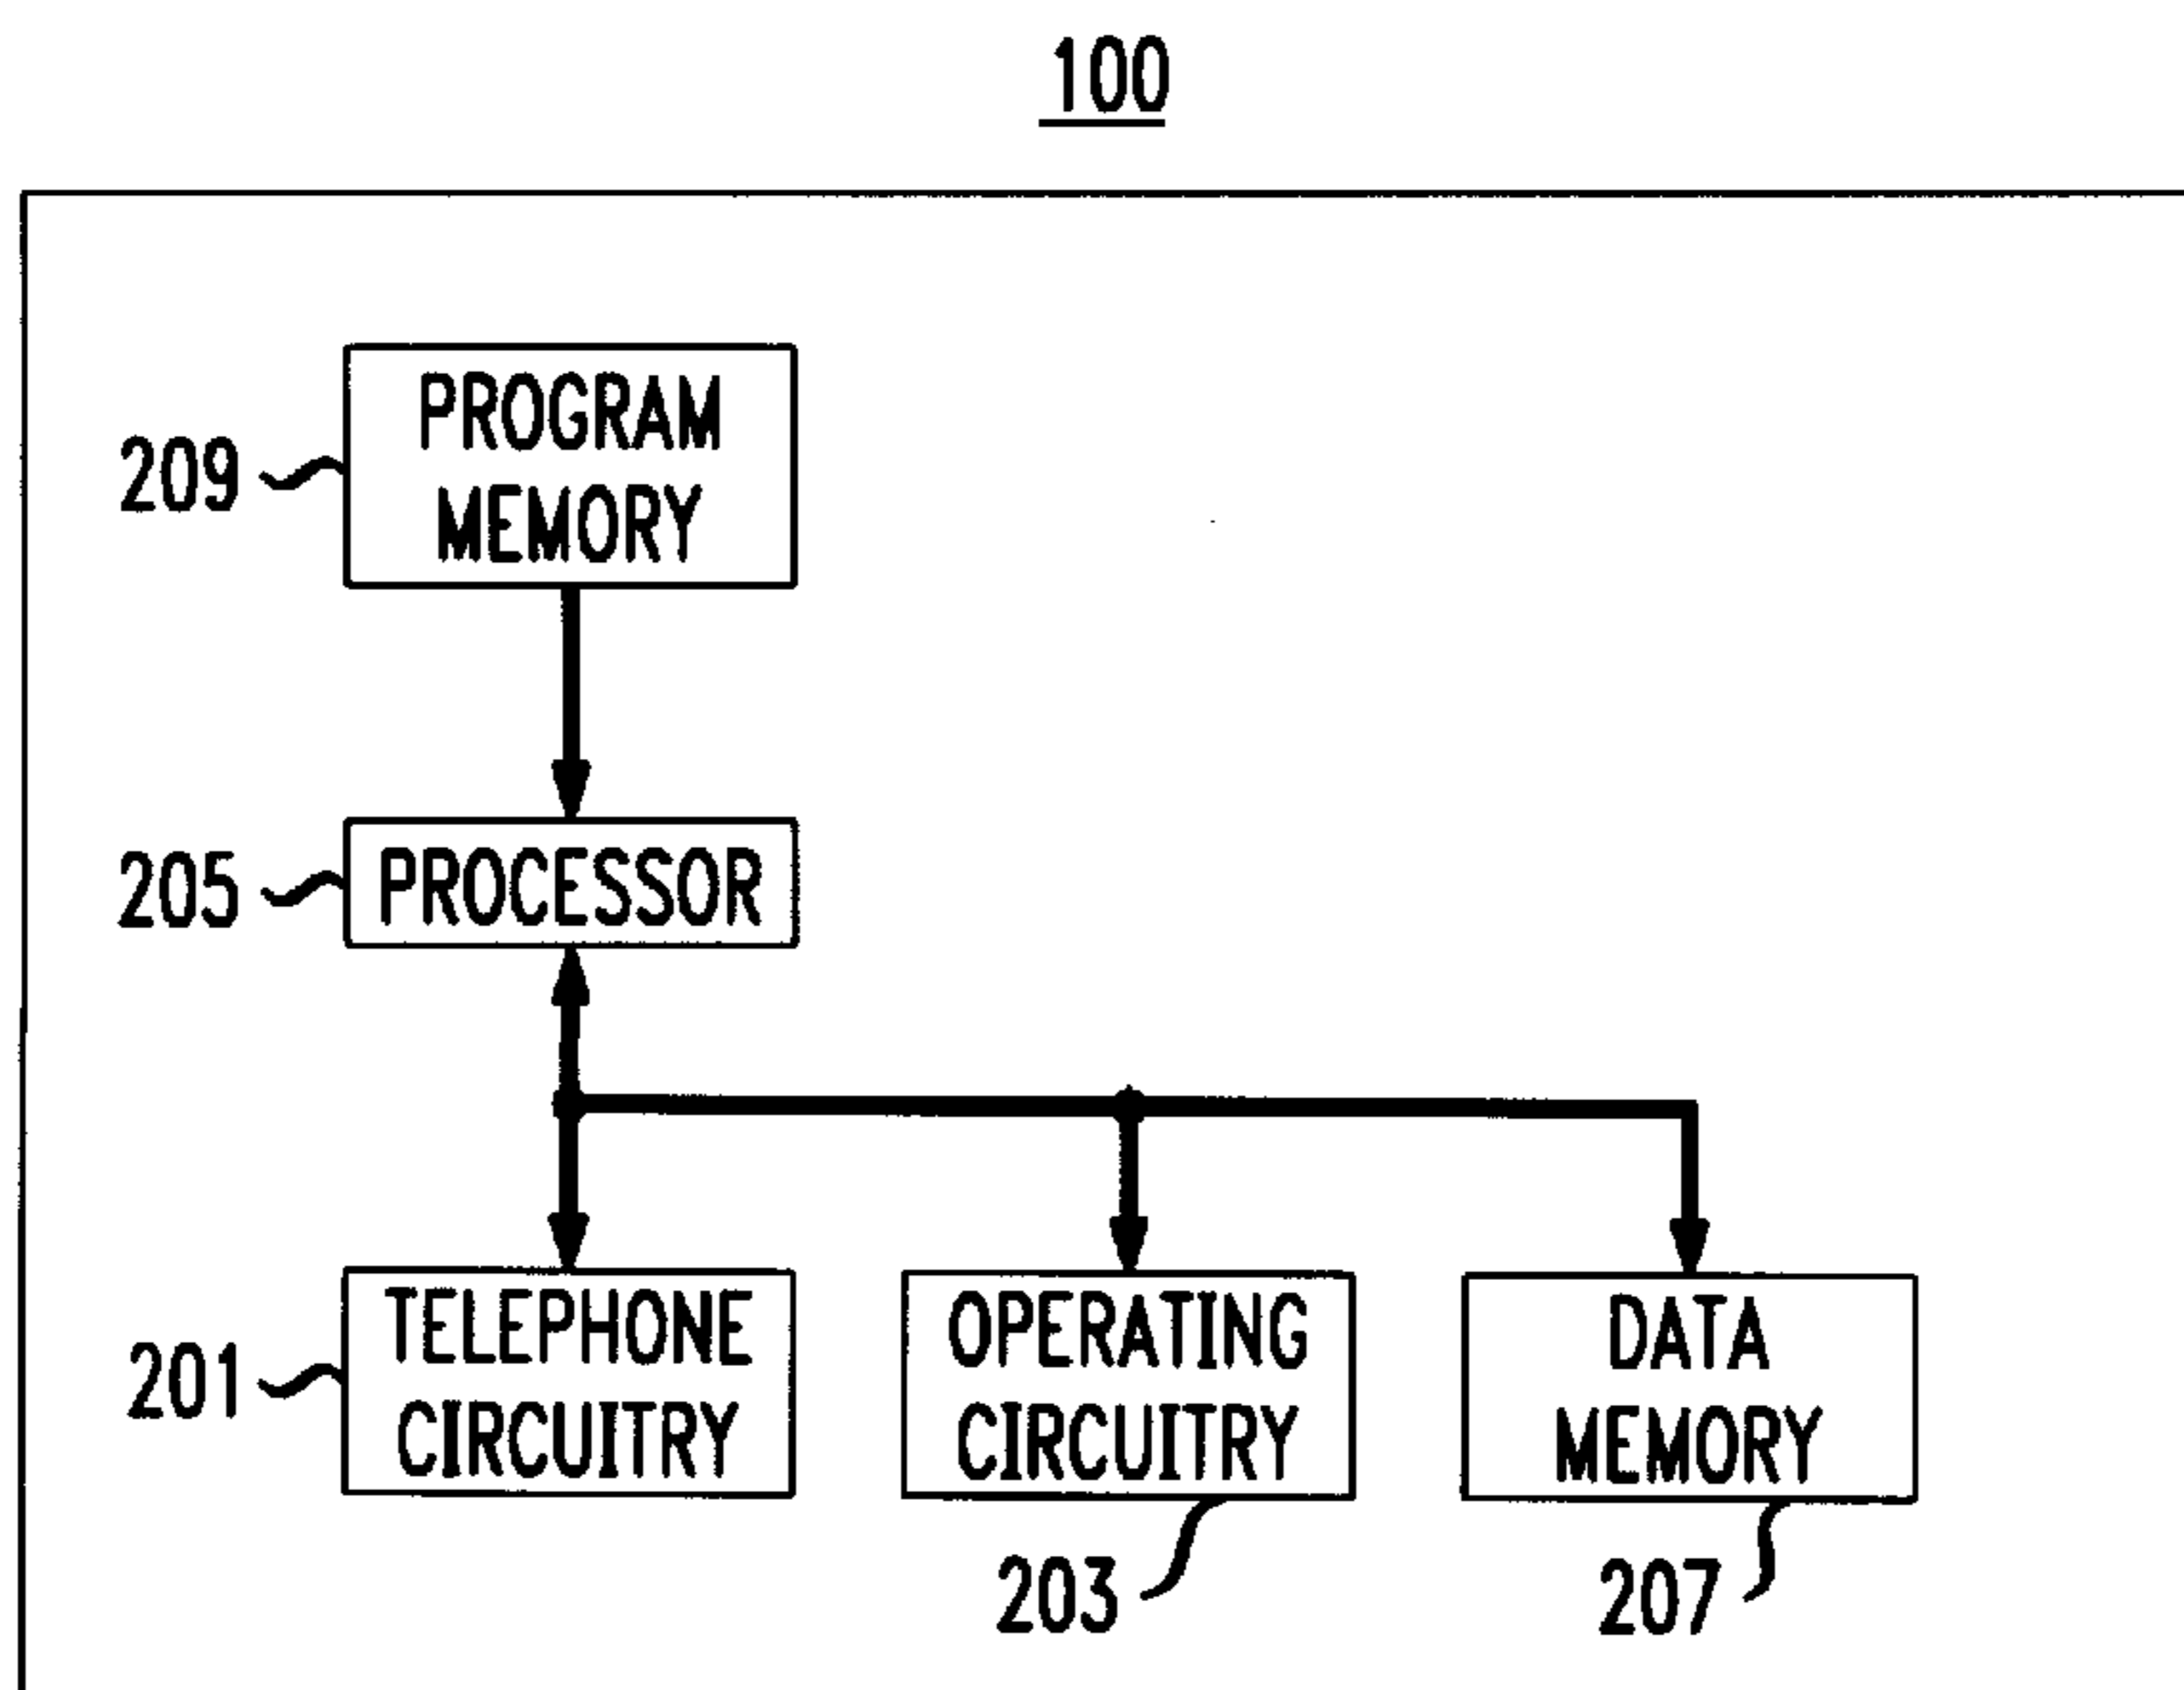 100
PROGRAM
MEMORY
209
PROCESSOR
205
TELEPHONE
CIRCUITRY
201
OPERATING
CIRCUITRY
203
DATA
MEMORY
207